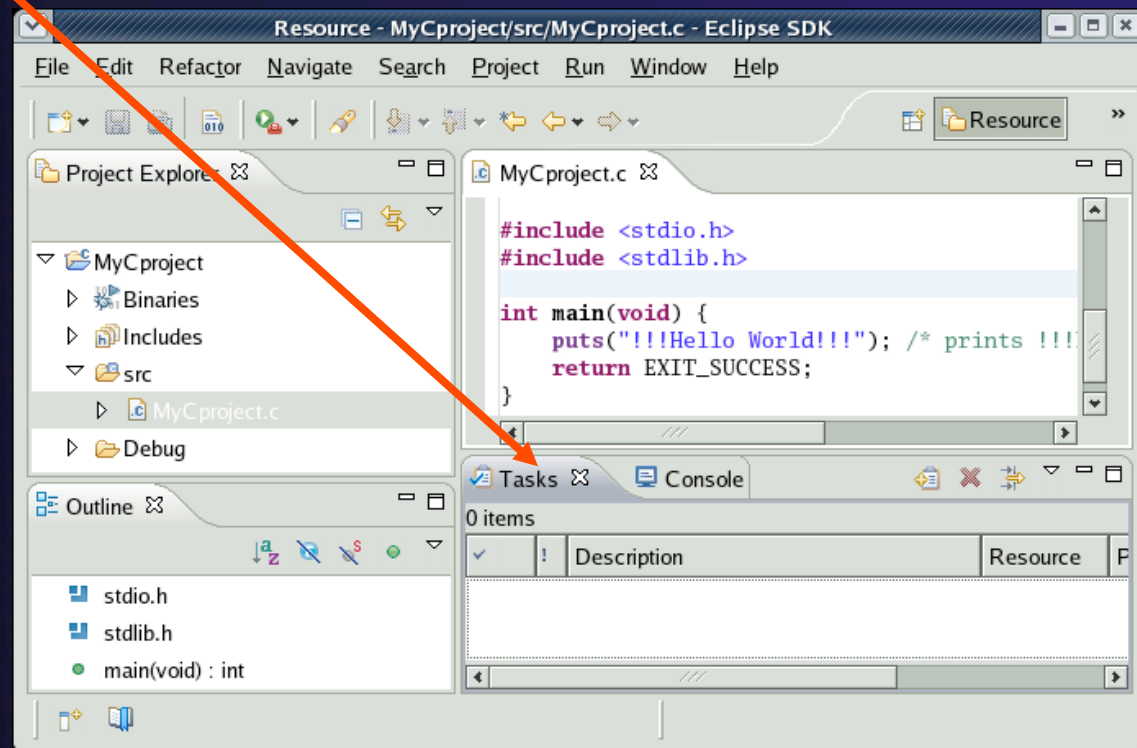 Resource - MyCproject/src/MyCproject.c - Eclipse SDK
File Edit Refactor Navigate Search Project Run Window Help
010
Resource »
Project Explorer
MyCproject
Binaries
Includes
src
MyCproject.c
Debug
MyCproject.c
#include <stdio.h>
#include <stdlib.h>
int main(void) {
puts("!!!Hello World!!!"); /* prints !!!
return EXIT_SUCCESS;
}
Outline
stdio.h
stdlib.h
main(void) : int
Tasks Console
0 items
! Description Resource